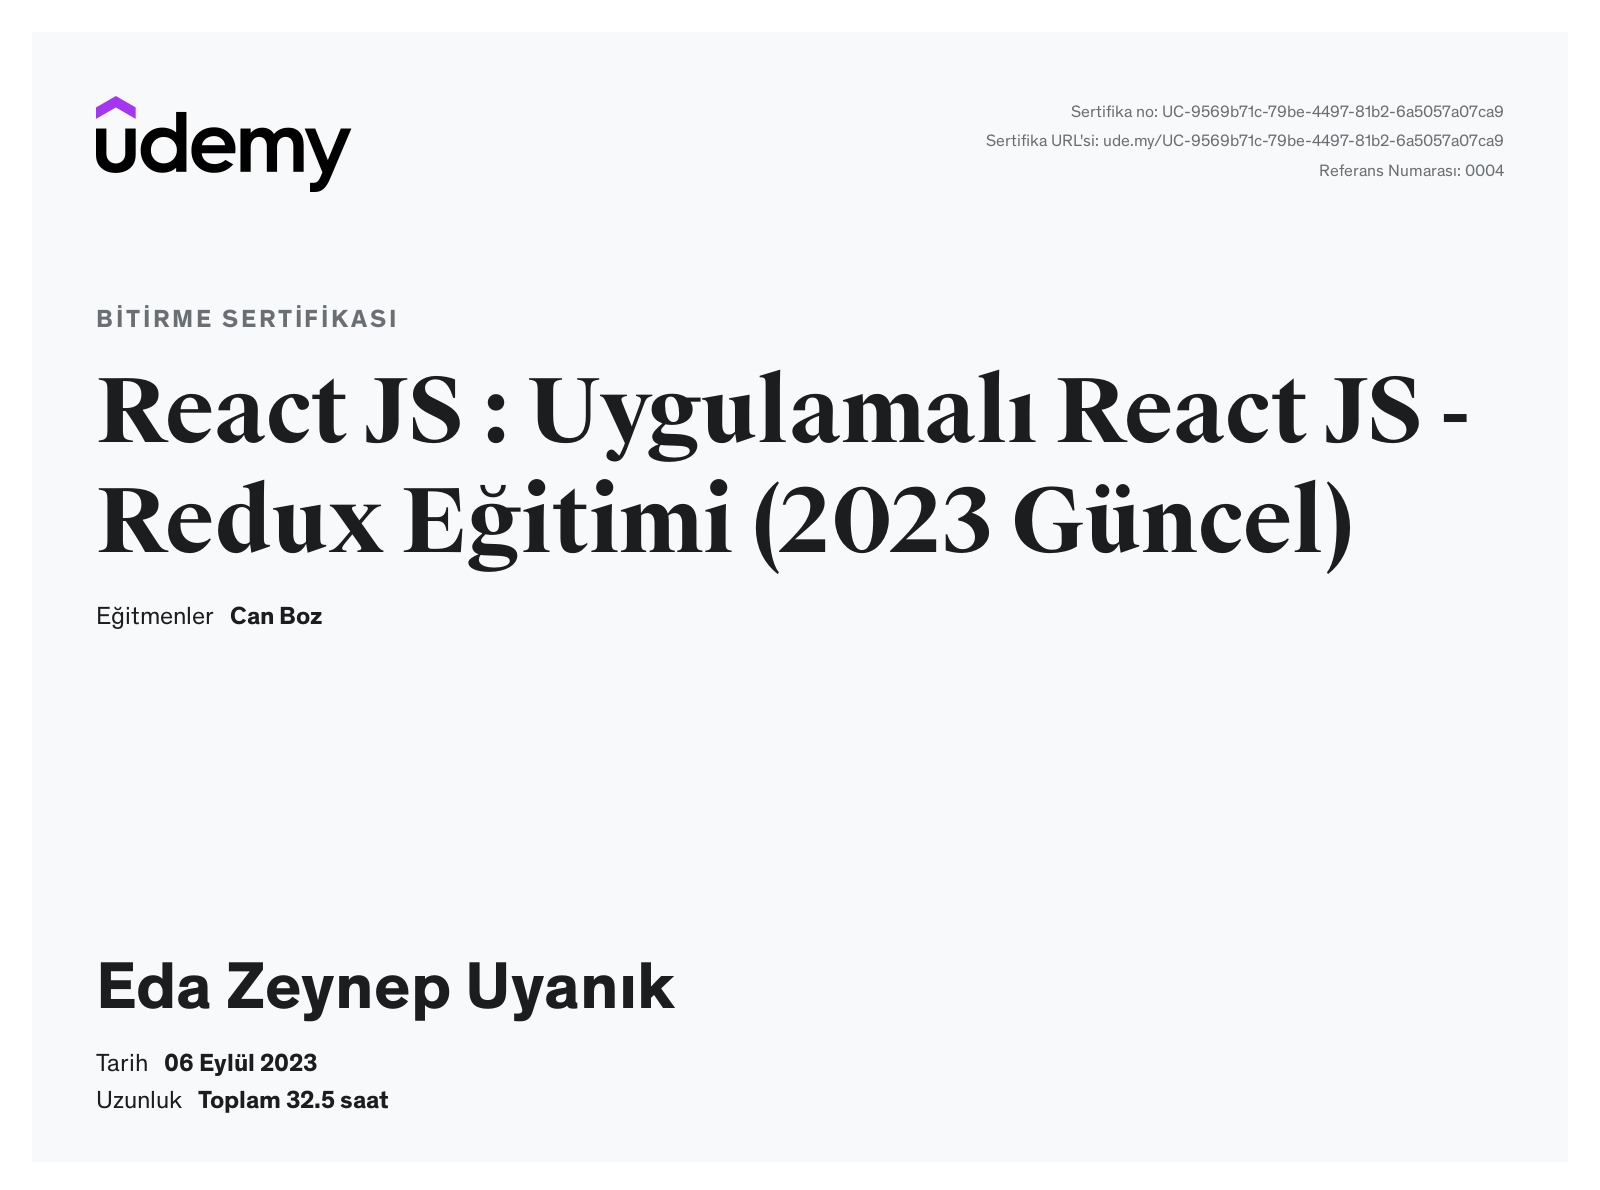 udemy
Sertifika no: UC-9569b71c-79be-4497-81b2-6a5057a07ca9
Sertifika URL'si: ude.my/UC-9569b71c-79be-4497-81b2-6a5057a07ca9
Referans Numarası: 0004
BİTİRME SERTİFİKASI
React JS : Uygulamalı React JS -
Redux Eğitimi (2023 Güncel)
Eğitmenler Can Boz
Eda Zeynep Uyanık
Tarih 06 Eylül 2023
Uzunluk Toplam 32.5 saat